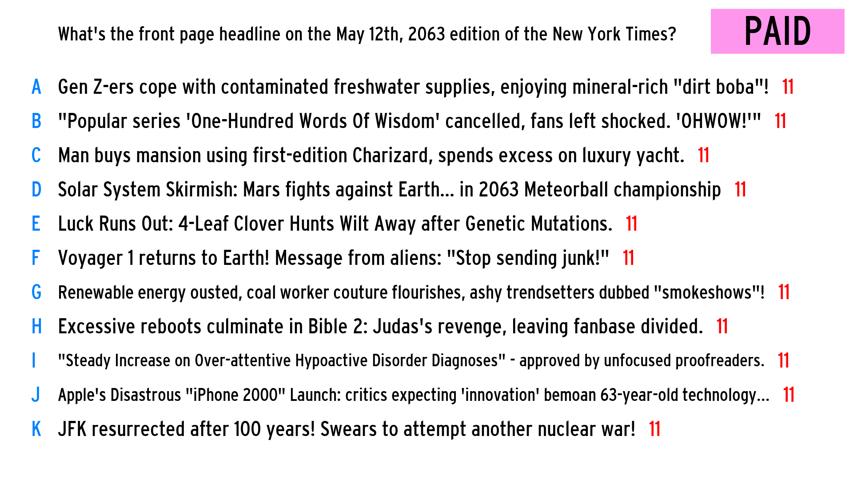 What's the front page headline on the May 12th, 2063 edition of the New York Times?
PAID
A Gen Z-ers cope with contaminated freshwater supplies, enjoying mineral-rich "dirt boba"! 11
B "Popular series 'One-Hundred Words Of Wisdom' cancelled, fans left shocked. 'OHWOW!'" 11
C Man buys mansion using first-edition Charizard, spends excess on luxury yacht. 11
D Solar System Skirmish: Mars fights against Earth... in 2063 Meteorball championship 11
E Luck Runs Out: 4-Leaf Clover Hunts Wilt Away after Genetic Mutations. 11
F Voyager 1 returns to Earth! Message from aliens: "Stop sending junk!" 11
G Renewable energy ousted, coal worker couture flourishes, ashy trendsetters dubbed "smokeshows"! 11
H Excessive reboots culminate in Bible 2: Judas's revenge, leaving fanbase divided. 11
I "Steady Increase on Over-attentive Hypoactive Disorder Diagnoses" - approved by unfocused proofreaders. 11
J Apple's Disastrous "iPhone 2000" Launch: critics expecting 'innovation' bemoan 63-year-old technology... 11
K JFK resurrected after 100 years! Swears to attempt another nuclear war! 11